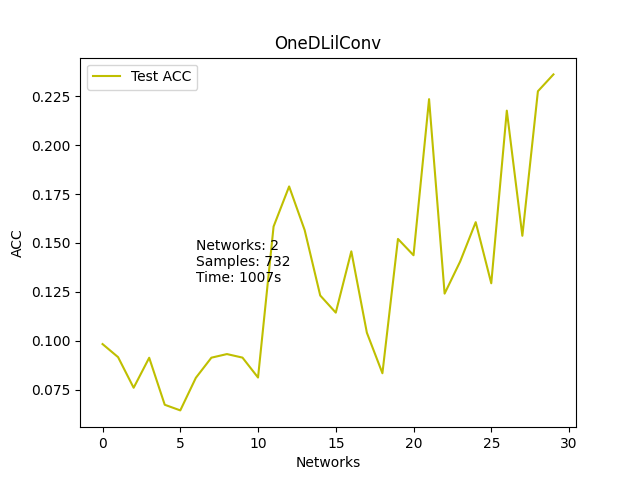 OneDLilConv
Test ACC
0.225
0.200
0.175
0.150
0.125
0.100
0.075
ACC
Networks: 2
Samples: 732
Time: 1007s
0 5 10 15 20 25 30
Networks